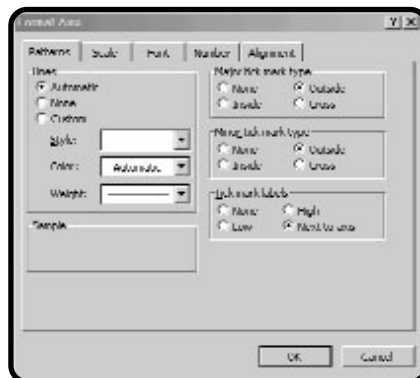 Format Axis
Patterns Scale Font Number Alignment
Lines
Automatic
None
Custom
Style:
Color: Automatic
Weight:
Sample
Major tick mark type
None Outside
Inside Cross
Minor tick mark type
None Outside
Inside Cross
Tick mark labels
None High
Low Next to axis
OK Cancel